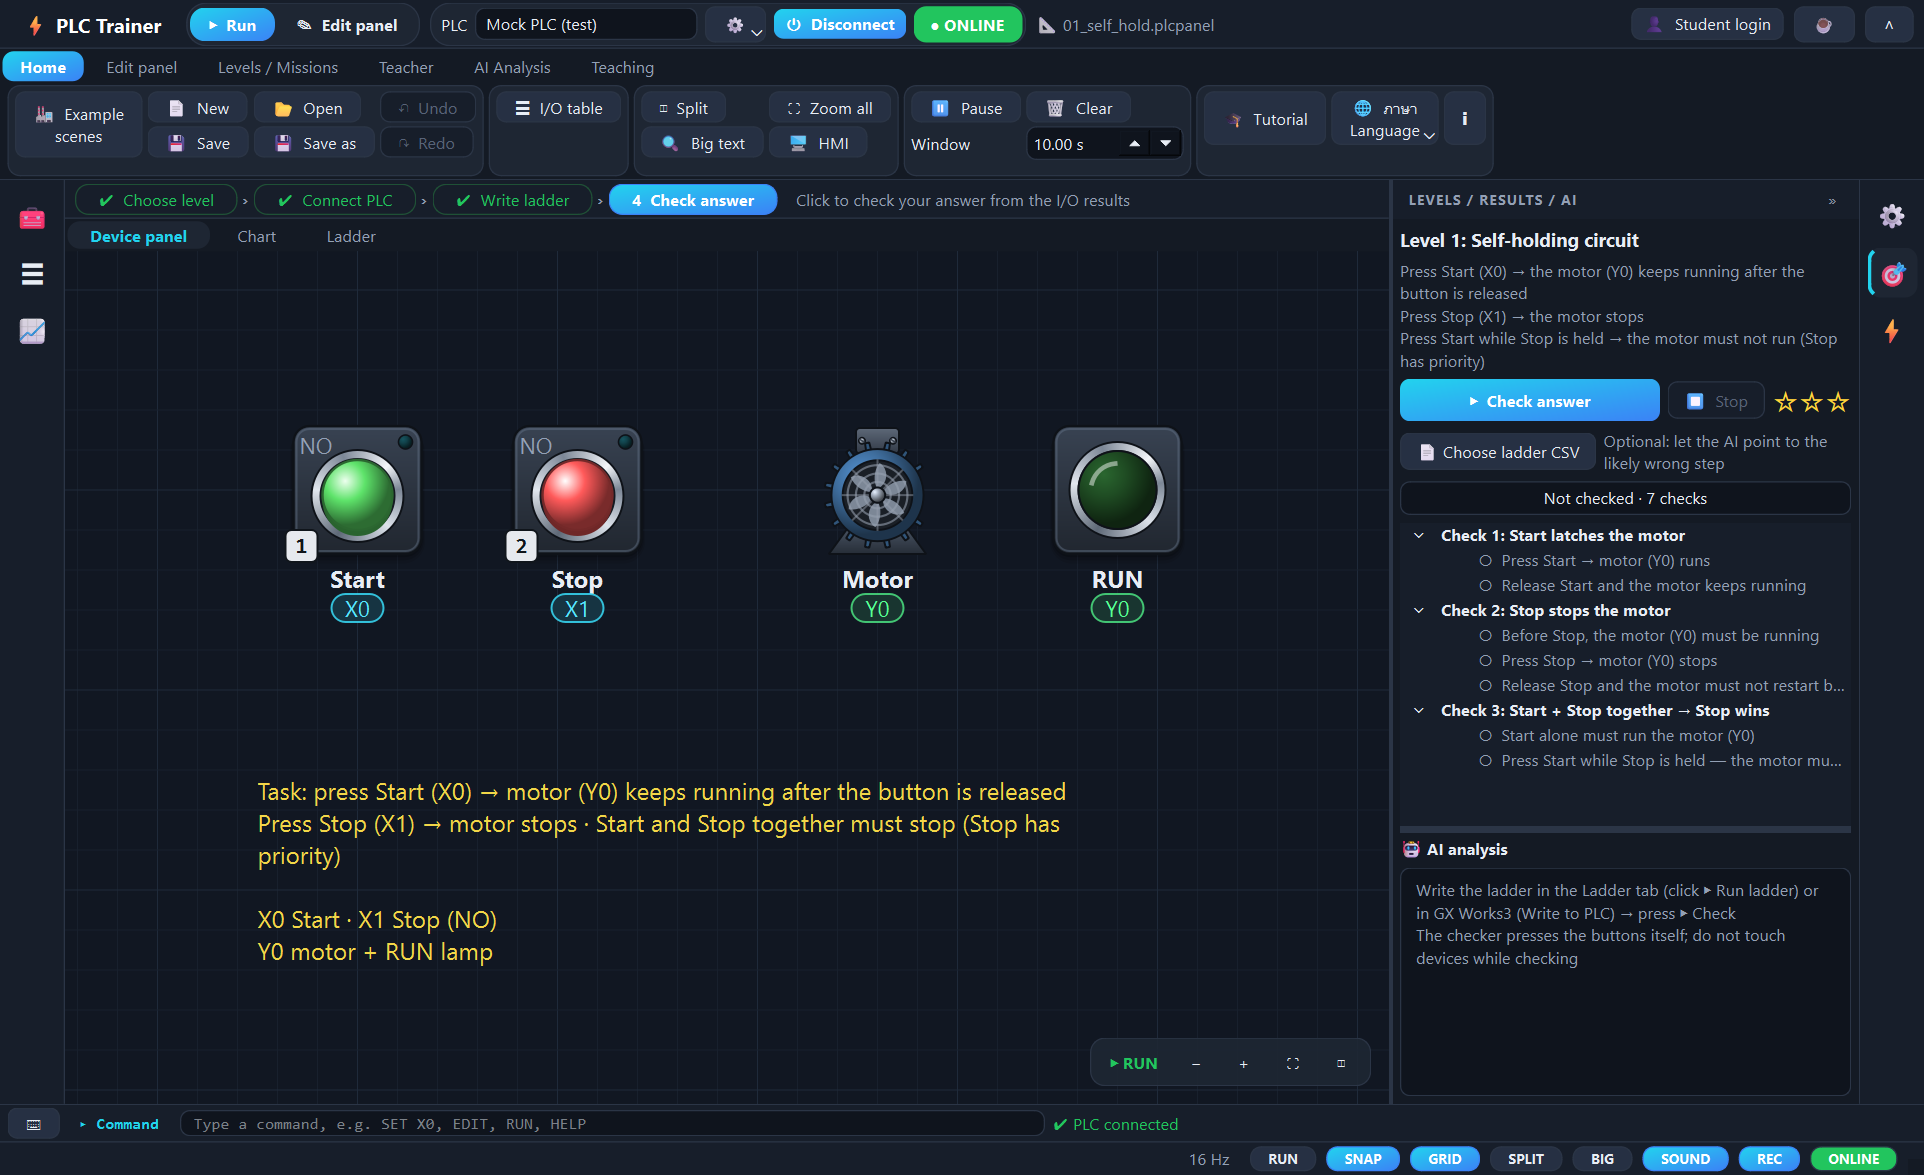 PLC Trainer
Run
Edit panel
PLC
Mock PLC (test)
Disconnect
● ONLINE
01_self_hold.plcpanel
Student login
Home
Edit panel
Levels / Missions
Teacher
AI Analysis
Teaching
Example scenes
New
Open
Undo
Save
Save as
Redo
I/O table
Split
Zoom all
Big text
HMI
Pause
Clear
Window
10.00 s
Tutorial
ภาษา
Language
i
✔ Choose level
›
✔ Connect PLC
›
✔ Write ladder
›
4 Check answer
Click to check your answer from the I/O results
Device panel
Chart
Ladder
NO
NO
1
2
Start
Stop
Motor
RUN
X0
X1
Y0
Y0
Task: press Start (X0) → motor (Y0) keeps running after the button is released
Press Stop (X1) → motor stops · Start and Stop together must stop (Stop has
priority)
X0 Start · X1 Stop (NO)
Y0 motor + RUN lamp
RUN
−
+
LEVELS / RESULTS / AI
»
Level 1: Self-holding circuit
Press Start (X0) → the motor (Y0) keeps running after the
button is released
Press Stop (X1) → the motor stops
Press Start while Stop is held → the motor must not run (Stop
has priority)
Check answer
Stop
☆☆☆
Choose ladder CSV
Optional: let the AI point to the
likely wrong step
Not checked · 7 checks
Check 1: Start latches the motor
Press Start → motor (Y0) runs
Release Start and the motor keeps running
Check 2: Stop stops the motor
Before Stop, the motor (Y0) must be running
Press Stop → motor (Y0) stops
Release Stop and the motor must not restart b...
Check 3: Start + Stop together → Stop wins
Start alone must run the motor (Y0)
Press Start while Stop is held — the motor mu...
AI analysis
Write the ladder in the Ladder tab (click ▸ Run ladder) or
in GX Works3 (Write to PLC) → press ▸ Check
The checker presses the buttons itself; do not touch
devices while checking
▸ Command
Type a command, e.g. SET X0, EDIT, RUN, HELP
✔ PLC connected
16 Hz
RUN
SNAP
GRID
SPLIT
BIG
SOUND
REC
ONLINE